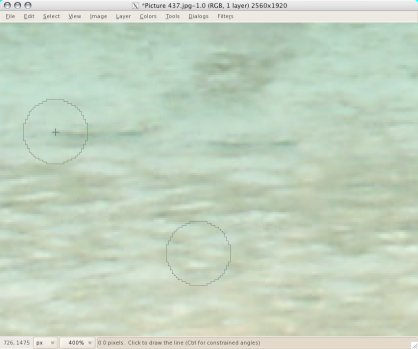 *Picture 437.jpg-1.0 (RGB, 1 layer) 2560x1920
File Edit Select View Image Layer Colors Tools Dialogs Filters
726,1475 px 400% 0.0 pixels. Click to draw the line (Ctrl for constrained angles)